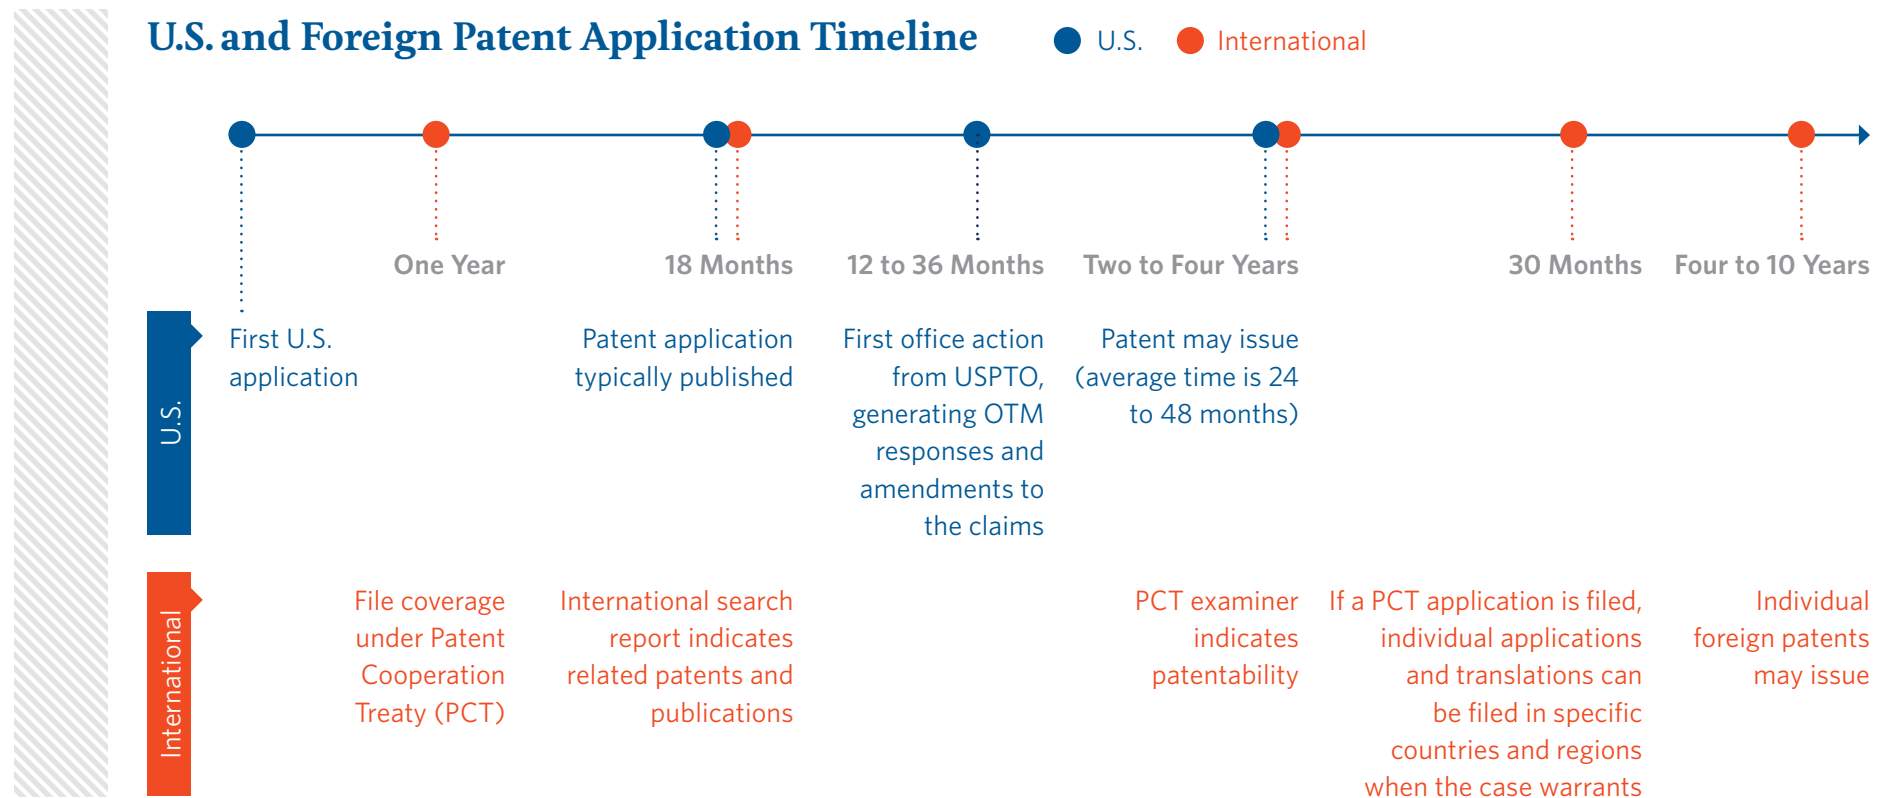 U.S. and Foreign Patent Application Timeline
U.S.
International
One Year
18 Months
12 to 36 Months
Two to Four Years
30 Months
Four to 10 Years
U.S.
First U.S.
application
Patent application
typically published
First office action
from USPTO,
generating OTM
responses and
amendments to
the claims
Patent may issue
(average time is 24
to 48 months)
International
File coverage
under Patent
Cooperation
Treaty (PCT)
International search
report indicates
related patents and
publications
PCT examiner
indicates
patentability
If a PCT application is filed,
individual applications
and translations can
be filed in specific
countries and regions
when the case warrants
Individual
foreign patents
may issue